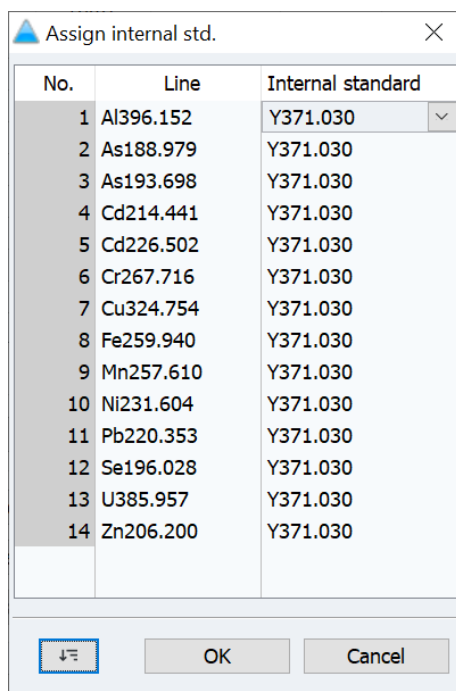 Assign internal std.
No. Line Internal standard
1 Al396.152 Y371.030
2 As188.979 Y371.030
3 As193.698 Y371.030
4 Cd214.441 Y371.030
5 Cd226.502 Y371.030
6 Cr267.716 Y371.030
7 Cu324.754 Y371.030
8 Fe259.940 Y371.030
9 Mn257.610 Y371.030
10 Ni231.604 Y371.030
11 Pb220.353 Y371.030
12 Se196.028 Y371.030
13 U385.957 Y371.030
14 Zn206.200 Y371.030
OK Cancel